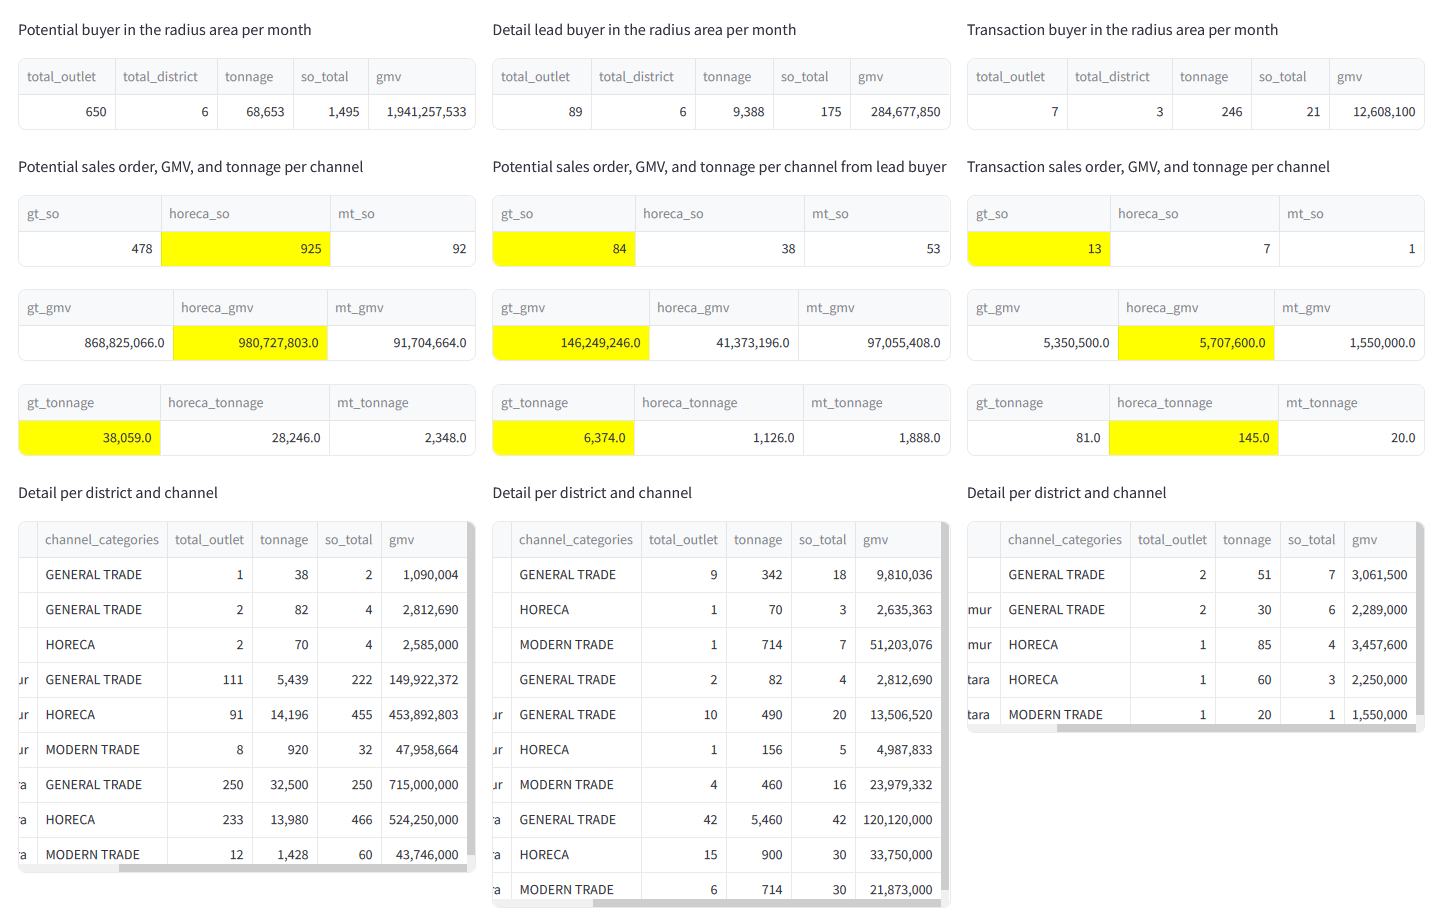 Potential buyer in the radius area per month
total_outlet total_district tonnage so_total gmv
650 6 68,653 1,495 1,941,257,533
Potential sales order, GMV, and tonnage per channel
gt_so horeca_so mt_so
478 925 92
gt_gmv horeca_gmv mt_gmv
868,825,066.0 980,727,803.0 91,704,664.0
gt_tonnage horeca_tonnage mt_tonnage
38,059.0 28,246.0 2,348.0
Detail per district and channel
channel_categories total_outlet tonnage so_total gmv
GENERAL TRADE 1 38 2 1,090,004
GENERAL TRADE 2 82 4 2,812,690
HORECA 2 70 4 2,585,000
ur GENERAL TRADE 111 5,439 222 149,922,372
ur HORECA 91 14,196 455 453,892,803
ur MODERN TRADE 8 920 32 47,958,664
ra GENERAL TRADE 250 32,500 250 715,000,000
ra HORECA 233 13,980 466 524,250,000
ra MODERN TRADE 12 1,428 60 43,746,000
Detail lead buyer in the radius area per month
total_outlet total_district tonnage so_total gmv
89 6 9,388 175 284,677,850
Potential sales order, GMV, and tonnage per channel from lead buyer
gt_so horeca_so mt_so
84 38 53
gt_gmv horeca_gmv mt_gmv
146,249,246.0 41,373,196.0 97,055,408.0
gt_tonnage horeca_tonnage mt_tonnage
6,374.0 1,126.0 1,888.0
Detail per district and channel
channel_categories total_outlet tonnage so_total gmv
GENERAL TRADE 9 342 18 9,810,036
HORECA 1 70 3 2,635,363
MODERN TRADE 1 714 7 51,203,076
GENERAL TRADE 2 82 4 2,812,690
ur GENERAL TRADE 10 490 20 13,506,520
ur HORECA 1 156 5 4,987,833
ur MODERN TRADE 4 460 16 23,979,332
ra GENERAL TRADE 42 5,460 42 120,120,000
ra HORECA 15 900 30 33,750,000
ra MODERN TRADE 6 714 30 21,873,000
Transaction buyer in the radius area per month
total_outlet total_district tonnage so_total gmv
7 3 246 21 12,608,100
Transaction sales order, GMV, and tonnage per channel
gt_so horeca_so mt_so
13 7 1
gt_gmv horeca_gmv mt_gmv
5,350,500.0 5,707,600.0 1,550,000.0
gt_tonnage horeca_tonnage mt_tonnage
81.0 145.0 20.0
Detail per district and channel
channel_categories total_outlet tonnage so_total gmv
GENERAL TRADE 2 51 7 3,061,500
mur GENERAL TRADE 2 30 6 2,289,000
mur HORECA 1 85 4 3,457,600
tara HORECA 1 60 3 2,250,000
tara MODERN TRADE 1 20 1 1,550,000